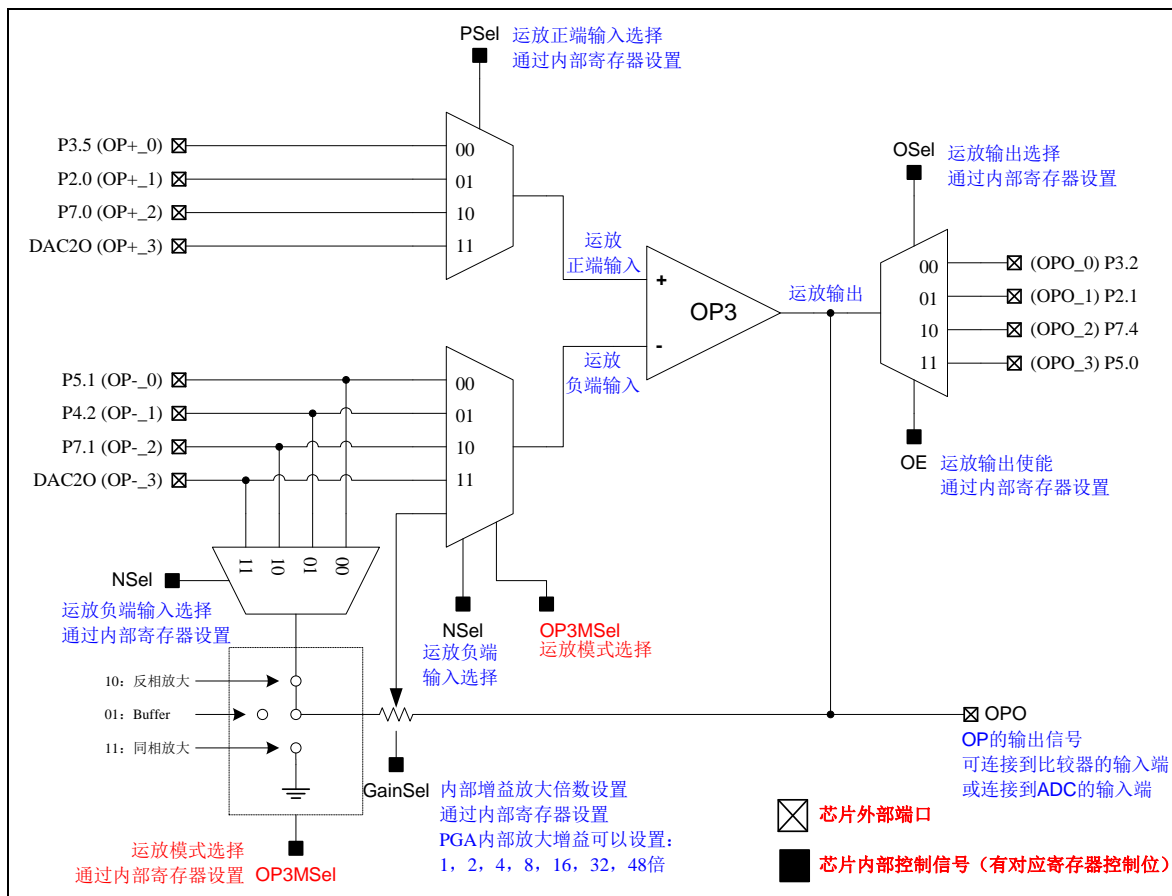 PSel
运放正端输入选择
通过内部寄存器设置
P3.5 (OP+_0)
P2.0 (OP+_1)
P7.0 (OP+_2)
DAC2O (OP+_3)
00
01
10
11
运放
正端输入
OSel
运放输出选择
通过内部寄存器设置
+
-
OP3
运放输出
00
01
10
11
(OPO_0) P3.2
(OPO_1) P2.1
(OPO_2) P7.4
(OPO_3) P5.0
OE
运放输出使能
通过内部寄存器设置
运放
负端输入
P5.1 (OP-_0)
P4.2 (OP-_1)
P7.1 (OP-_2)
DAC2O (OP-_3)
00
01
10
11
11
10
01
00
NSel
运放负端输入选择
通过内部寄存器设置
NSel
运放负端
输入选择
OP3MSel
运放模式选择
10：反相放大
01：Buffer
11：同相放大
GainSel
内部增益放大倍数设置
通过内部寄存器设置
PGA内部放大增益可以设置：
1，2，4，8，16，32，48倍
运放模式选择
通过内部寄存器设置 OP3MSel
OPO
OP的输出信号
可连接到比较器的输入端
或连接到ADC的输入端
芯片外部端口
芯片内部控制信号（有对应寄存器控制位）